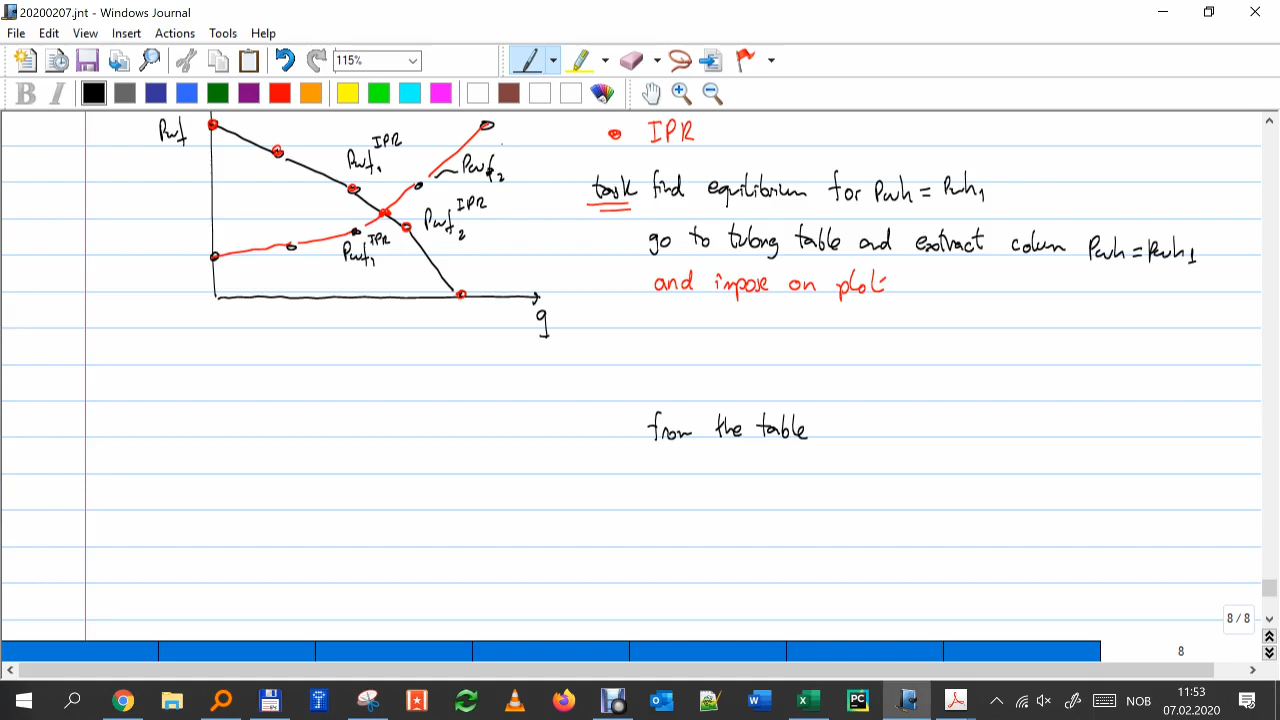 20200207.jnt - Windows Journal
File Edit View Insert Actions Tools Help
115%
B I
Pwf
IPR
Pwf1 IPR
Pwf2
• IPR
task find equilibrium for Pwh = Pwh1
Pwf2 IPR
Pwf1 IPR
go to tubing table and extract column Pwh = Pwh1
and impose on plot
q
from the table
8 / 8
8
11:53
NOB
07.02.2020